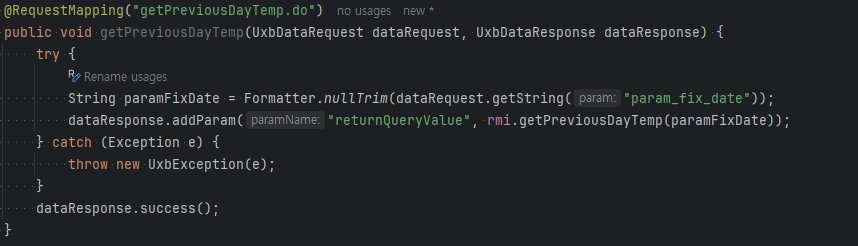 @RequestMapping("getPreviousDayTemp.do") no usages new *
public void getPreviousDayTemp(UxbDataRequest dataRequest, UxbDataResponse dataResponse) {
try {
Rename usages
String paramFixDate = Formatter.nullTrim(dataRequest.getString( param: "param_fix_date"));
dataResponse.addParam( paramName: "returnQueryValue", rmi.getPreviousDayTemp(paramFixDate));
} catch (Exception e) {
throw new UxbException(e);
}
dataResponse.success();
}